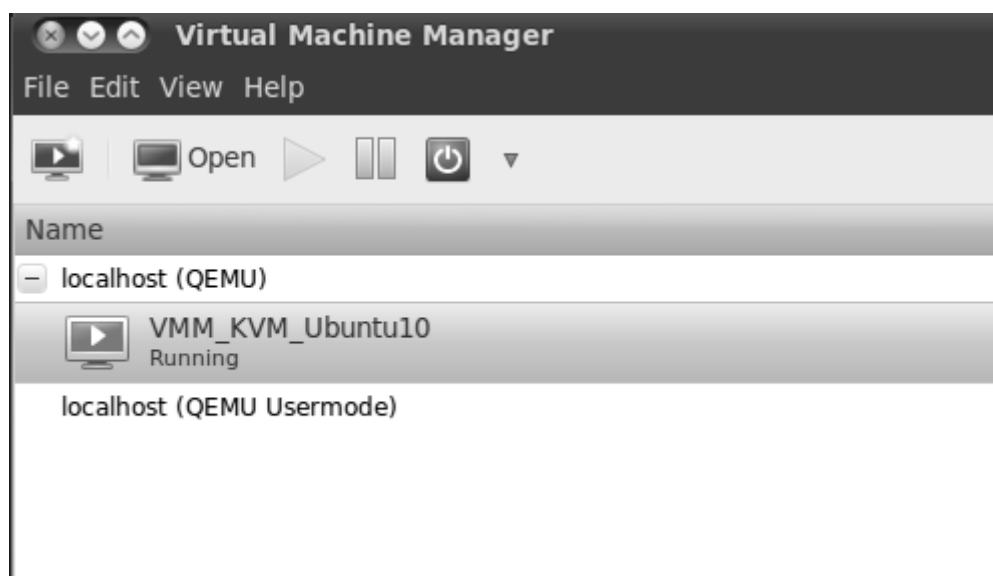 Virtual Machine Manager
File Edit View Help
Open
Name
localhost (QEMU)
VMM_KVM_Ubuntu10
Running
localhost (QEMU Usermode)